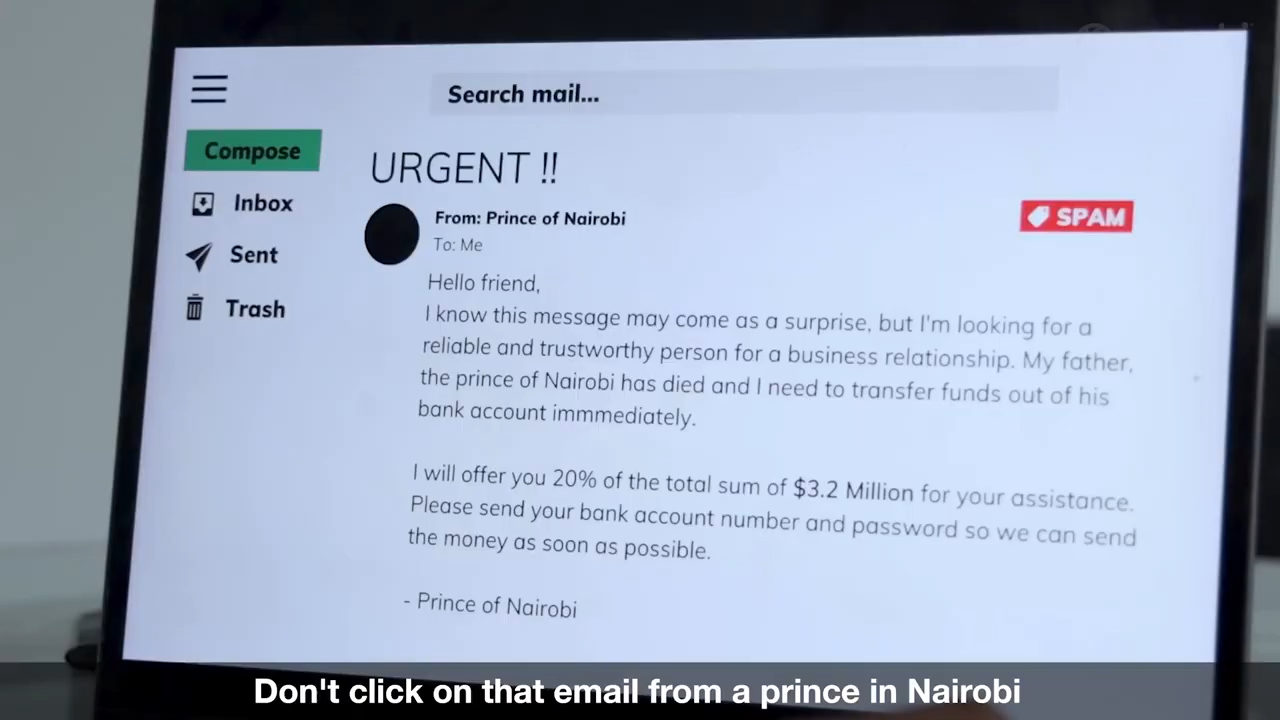 Search mail...
Compose
Inbox
Sent
Trash
URGENT !!
From: Prince of Nairobi
To: Me
SPAM
Hello friend,
I know this message may come as a surprise, but I'm looking for a
reliable and trustworthy person for a business relationship. My father,
the prince of Nairobi has died and I need to transfer funds out of his
bank account immmediately.
I will offer you 20% of the total sum of $3.2 Million for your assistance.
Please send your bank account number and password so we can send
the money as soon as possible.
- Prince of Nairobi
Don't click on that email from a prince in Nairobi